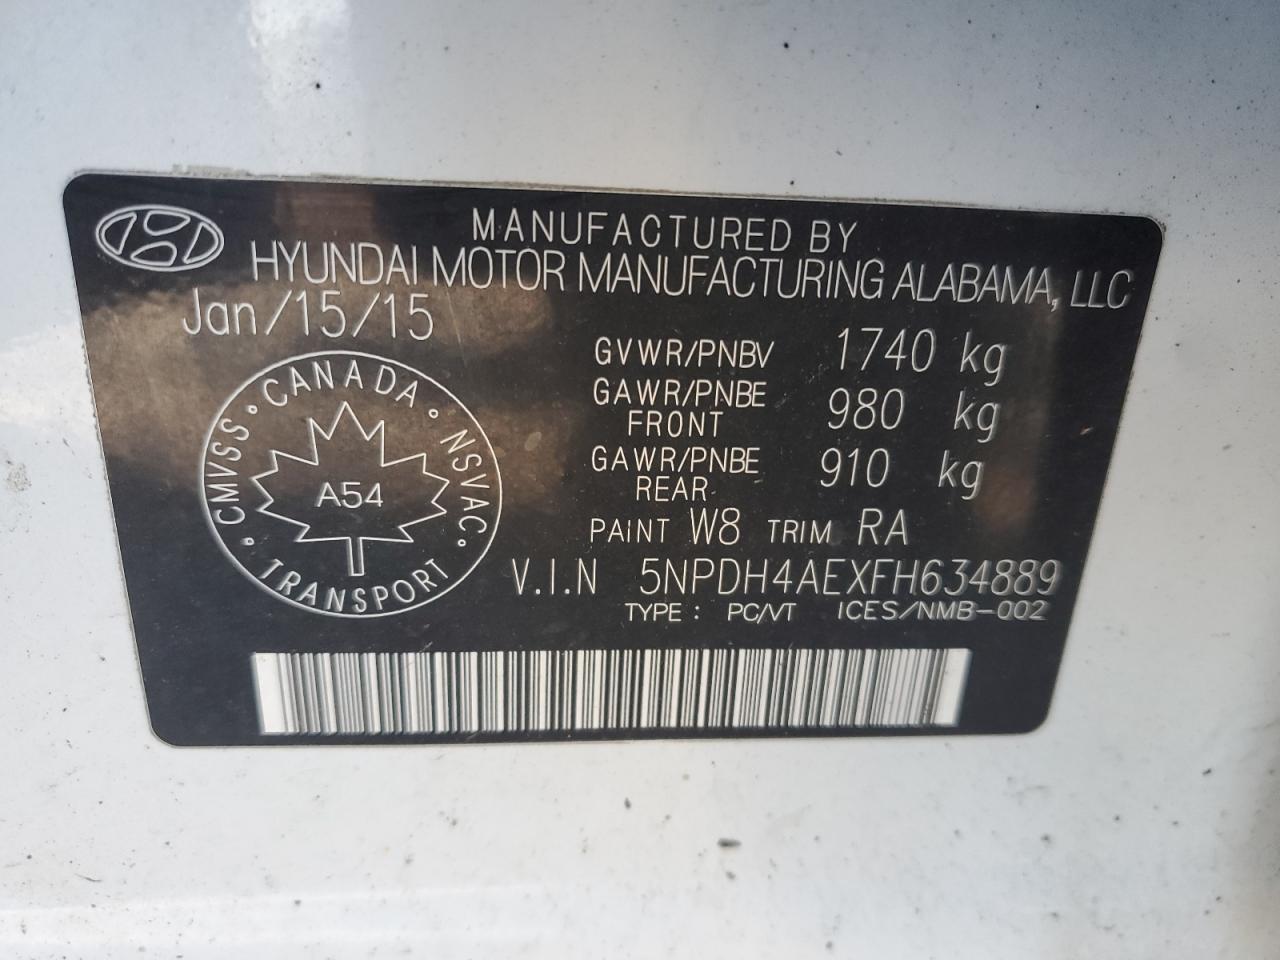 MANUFACTURED BY
HYUNDAI MOTOR MANUFACTURING ALABAMA, LLC
Jan/15/15
GVWR/PNBV 1740 kg
GAWR/PNBE FRONT 980 kg
GAWR/PNBE REAR 910 kg
PAINT W8 TRIM RA
V.I.N 5NPDH4AEXFH634889
TYPE : PC/VT ICES/NMB-002
CMVSS • CANADA • NSVAC • TRANSPORT •
A54